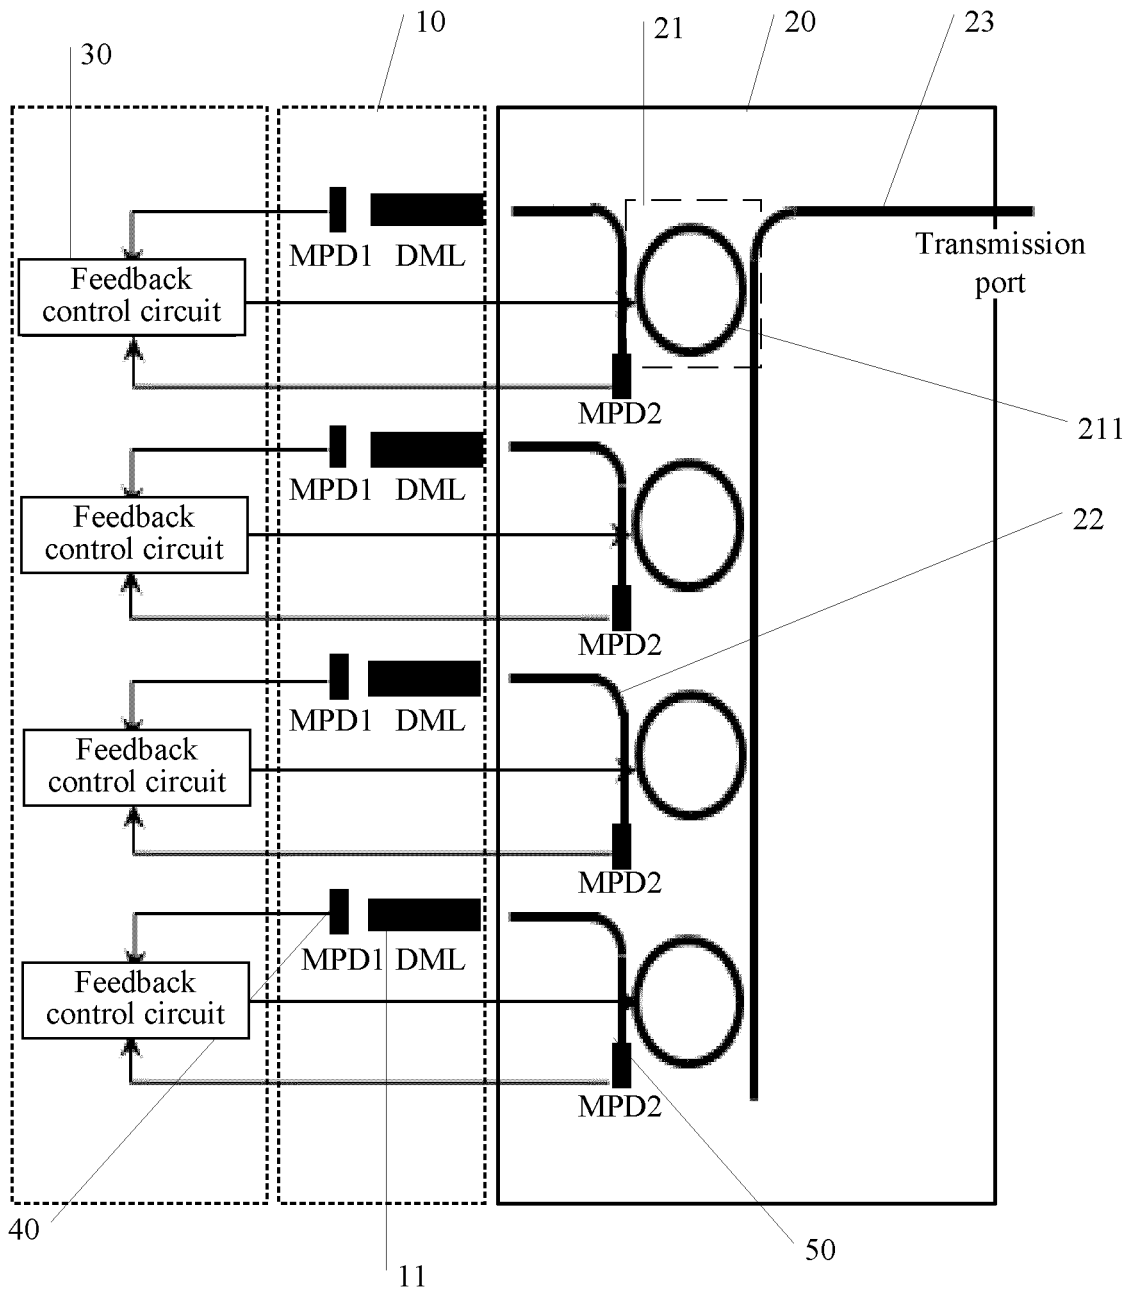 10
21
20
23
30
MPD1 DML
Transmission
port
Feedback
control circuit
MPD2
211
MPD1 DML
Feedback
control circuit
22
MPD2
MPD1 DML
Feedback
control circuit
MPD2
MPD1 DML
Feedback
control circuit
MPD2
40
50
11